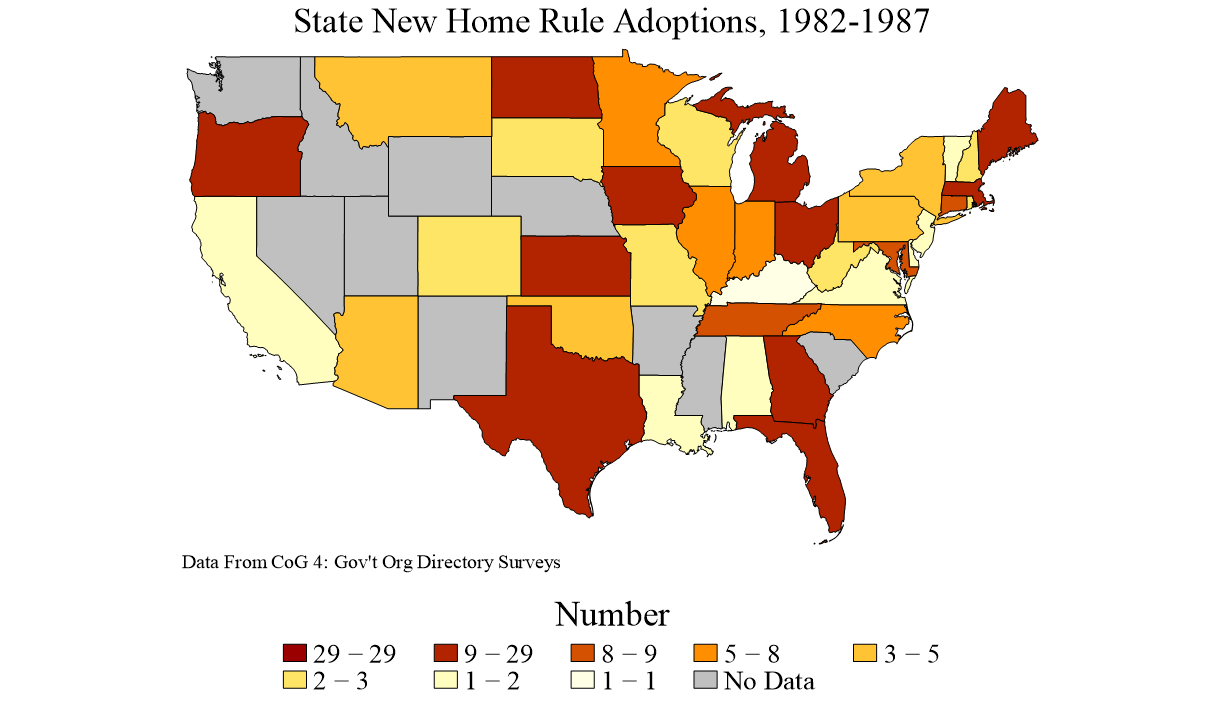 State New Home Rule Adoptions, 1982-1987
Data From CoG 4: Gov't Org Directory Surveys
Number
29 – 29 9 – 29 8 – 9 5 – 8 3 – 5
2 – 3 1 – 2 1 – 1 No Data